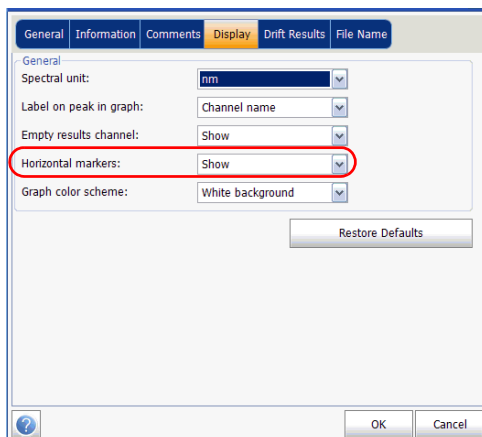 General Information Comments Display Drift Results File Name
General
Spectral unit: nm
Label on peak in graph: Channel name
Empty results channel: Show
Horizontal markers: Show
Graph color scheme: White background
Restore Defaults
? OK Cancel